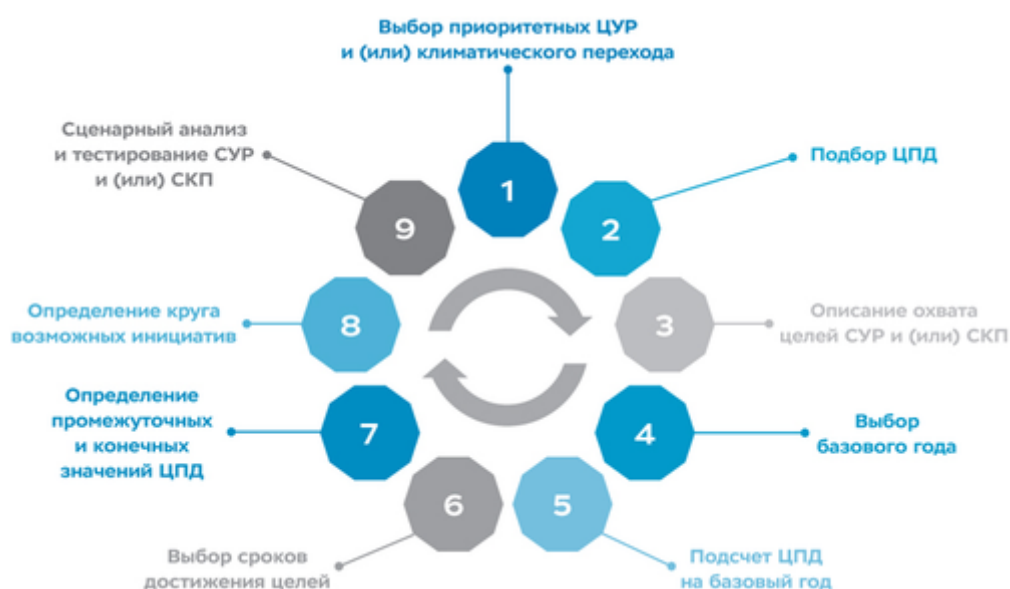 Выбор приоритетных ЦУР
и (или) климатического перехода
1
Подбор ЦПД
2
Описание охвата
целей СУР и (или) СКП
3
Выбор
базового года
4
Подсчет ЦПД
на базовый год
5
Выбор сроков
достижения целей
6
Определение
промежуточных
и конечных
значений ЦПД
7
Определение круга
возможных инициатив
8
Сценарный анализ
и тестирование СУР
и (или) СКП
9